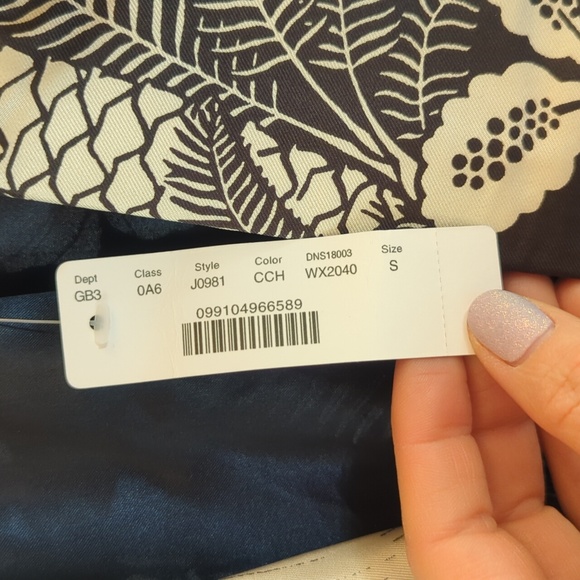 Dept Class Style Color DNS18003 Size
GB3 0A6 J0981 CCH WX2040 S
099104966589